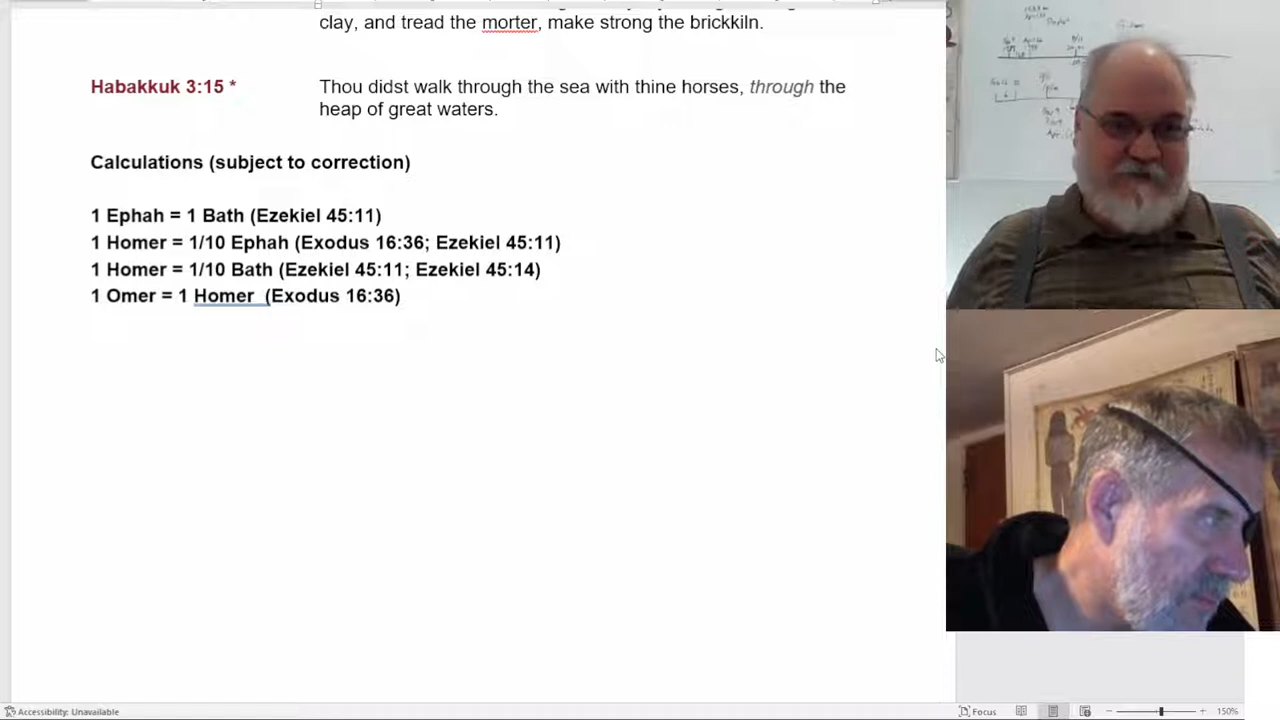 clay, and tread the morter, make strong the brickkiln.
Habakkuk 3:15 * Thou didst walk through the sea with thine horses, through the
heap of great waters.
Calculations (subject to correction)
1 Ephah = 1 Bath (Ezekiel 45:11)
1 Homer = 1/10 Ephah (Exodus 16:36; Ezekiel 45:11)
1 Homer = 1/10 Bath (Ezekiel 45:11; Ezekiel 45:14)
1 Omer = 1 Homer (Exodus 16:36)
Accessibility: Unavailable
Focus
150%